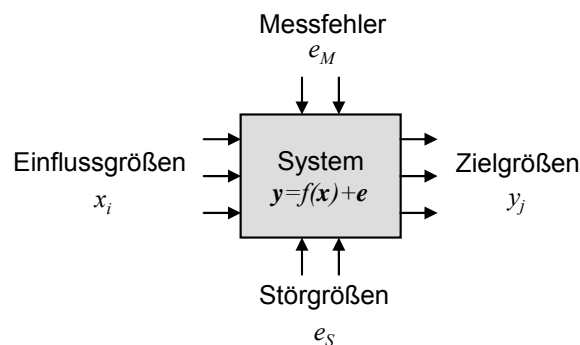 Messfehler
e_M
Einflussgrößen
x_i
System
y=f(x)+e
Zielgrößen
y_j
Störgrößen
e_S